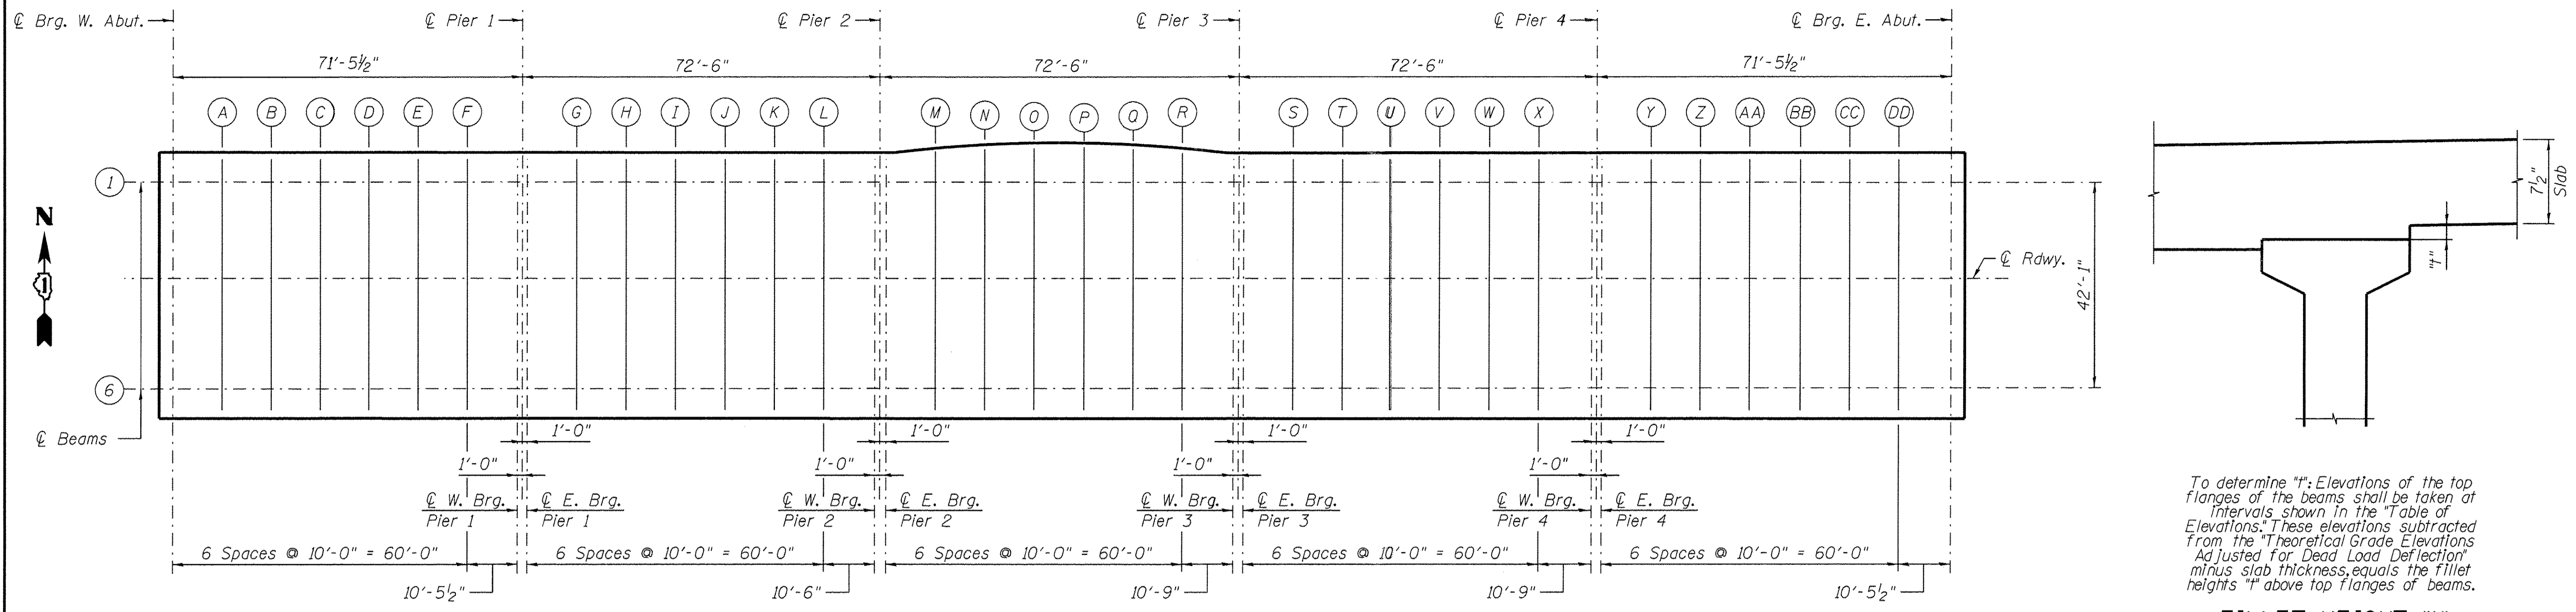 ℄ Brg. W. Abut.
℄ Pier 1
℄ Pier 2
℄ Pier 3
℄ Pier 4
℄ Brg. E. Abut.
71'-5½"
72'-6"
72'-6"
72'-6"
71'-5½"
A B C D E F G H I J K L M N O P Q R S T U V W X Y Z AA BB CC DD
1
N
℄ Rdwy.
42'-1"
6
℄ Beams
1'-0"
1'-0"
1'-0"
1'-0"
1'-0"
1'-0"
1'-0"
1'-0"
℄ W. Brg.
Pier 1
℄ E. Brg.
Pier 1
℄ W. Brg.
Pier 2
℄ E. Brg.
Pier 2
℄ W. Brg.
Pier 3
℄ E. Brg.
Pier 3
℄ W. Brg.
Pier 4
℄ E. Brg.
Pier 4
6 Spaces @ 10'-0" = 60'-0"
6 Spaces @ 10'-0" = 60'-0"
6 Spaces @ 10'-0" = 60'-0"
6 Spaces @ 10'-0" = 60'-0"
6 Spaces @ 10'-0" = 60'-0"
10'-5½"
10'-6"
10'-9"
10'-9"
10'-5½"
7½"
Slab
"t"
To determine "t": Elevations of the top
flanges of the beams shall be taken at
intervals shown in the "Table of
Elevations." These elevations subtracted
from the "Theoretical Grade Elevations
Adjusted for Dead Load Deflection"
minus slab thickness, equals the fillet
heights "t" above top flanges of beams.